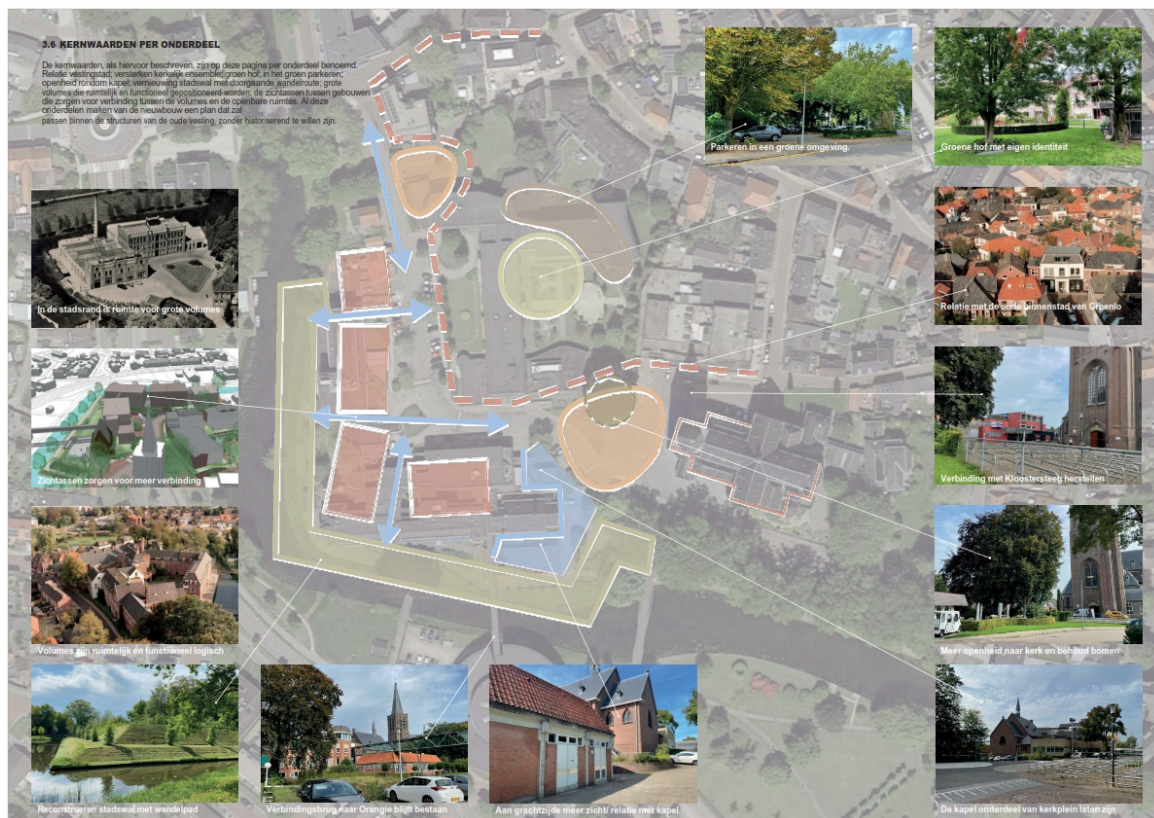 3.6 KERNWAARDEN PER ONDERDEEL
De kernwaarden, als hiervoor beschreven, zijn op deze pagina per onderdeel benoemd.
Relatie vestingstad; versterken kerkelijk ensemble; groen hof; in het groen parkeren;
openheid rondom kapel; vernieuwing stadswal met doorgaande wandelroute; grote
volumes die ruimtelijk en functioneel gepositioneerd worden; de zichtassen tussen gebouwen
die zorgen voor verbinding tussen de volumes en de openbare ruimtes. Al deze
onderdelen maken van de nieuwbouw een plan dat zal
passen binnen de structuren van de oude vesting, zonder historiserend te willen zijn.
Parkeren in een groene omgeving.
Groene hof met eigen identiteit
In de stadsrand is ruimte voor grote volumes
Relatie met de oude binnenstad van Groenlo
Zichtassen zorgen voor meer verbinding
Verbinding met Kloostersteeg herstellen
Volumes zijn ruimtelijk en functioneel logisch
Meer openheid naar kerk en behoud bomen
Reconstrueren stadswal met wandelpad
Verbindingsbrug naar Orangie blijft bestaan
Aan grachtzijde meer zicht/ relatie met kapel
De kapel onderdeel van kerkplein laten zijn